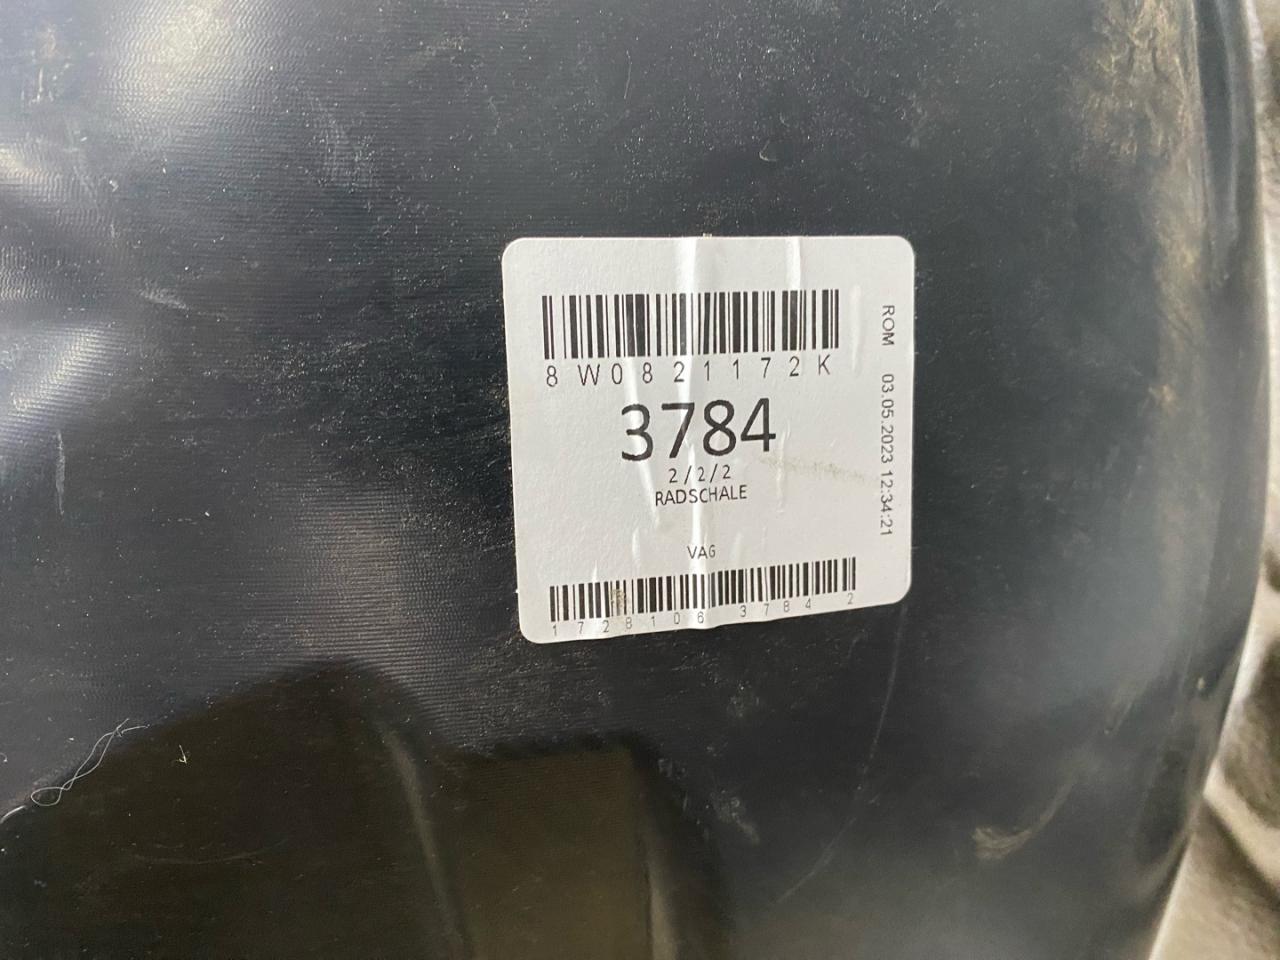 8W0821172K
3784
2/2/2
RADSCHALE
VAG
1728106 3784 2
ROM 03.05.2023 12:34:21